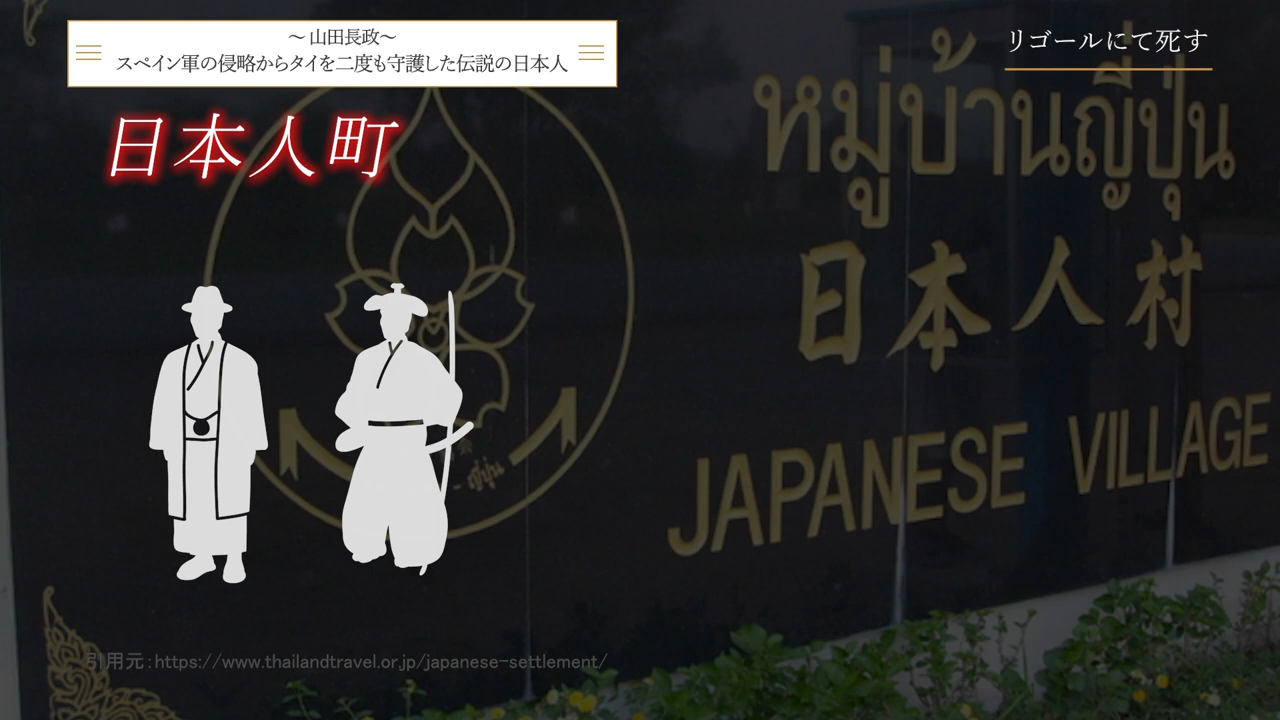 〜 山田長政〜
スペイン軍の侵略からタイを二度も守護した伝説の日本人
リゴールにて死す
日本人町
หมู่บ้านญี่ปุ่น
日本人村
JAPANESE VILLAGE
- ญี่ปุ่น
引用元：https://www.thailandtravel.or.jp/japanese-settlement/